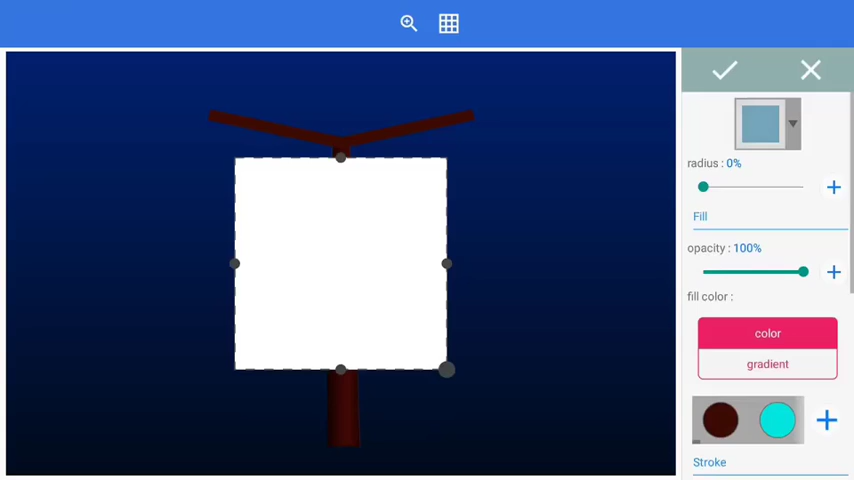 radius : 0%
Fill
opacity : 100%
fill color :
color
gradient
Stroke